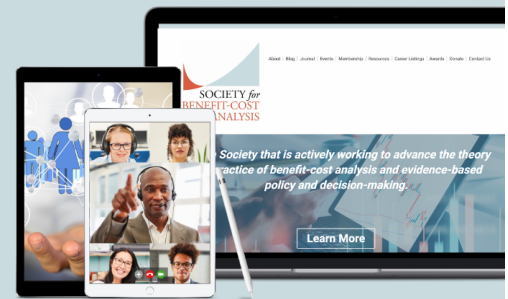 About | Blog | Journal | Events | Membership | Resources | Career Listings Awards | Donate | Contact Us
SOCIETY for
BENEFIT-COST
ANALYSIS
Society that is actively working to advance the theory
actice of benefit-cost analysis and evidence-based
policy and decision-making.
Learn More